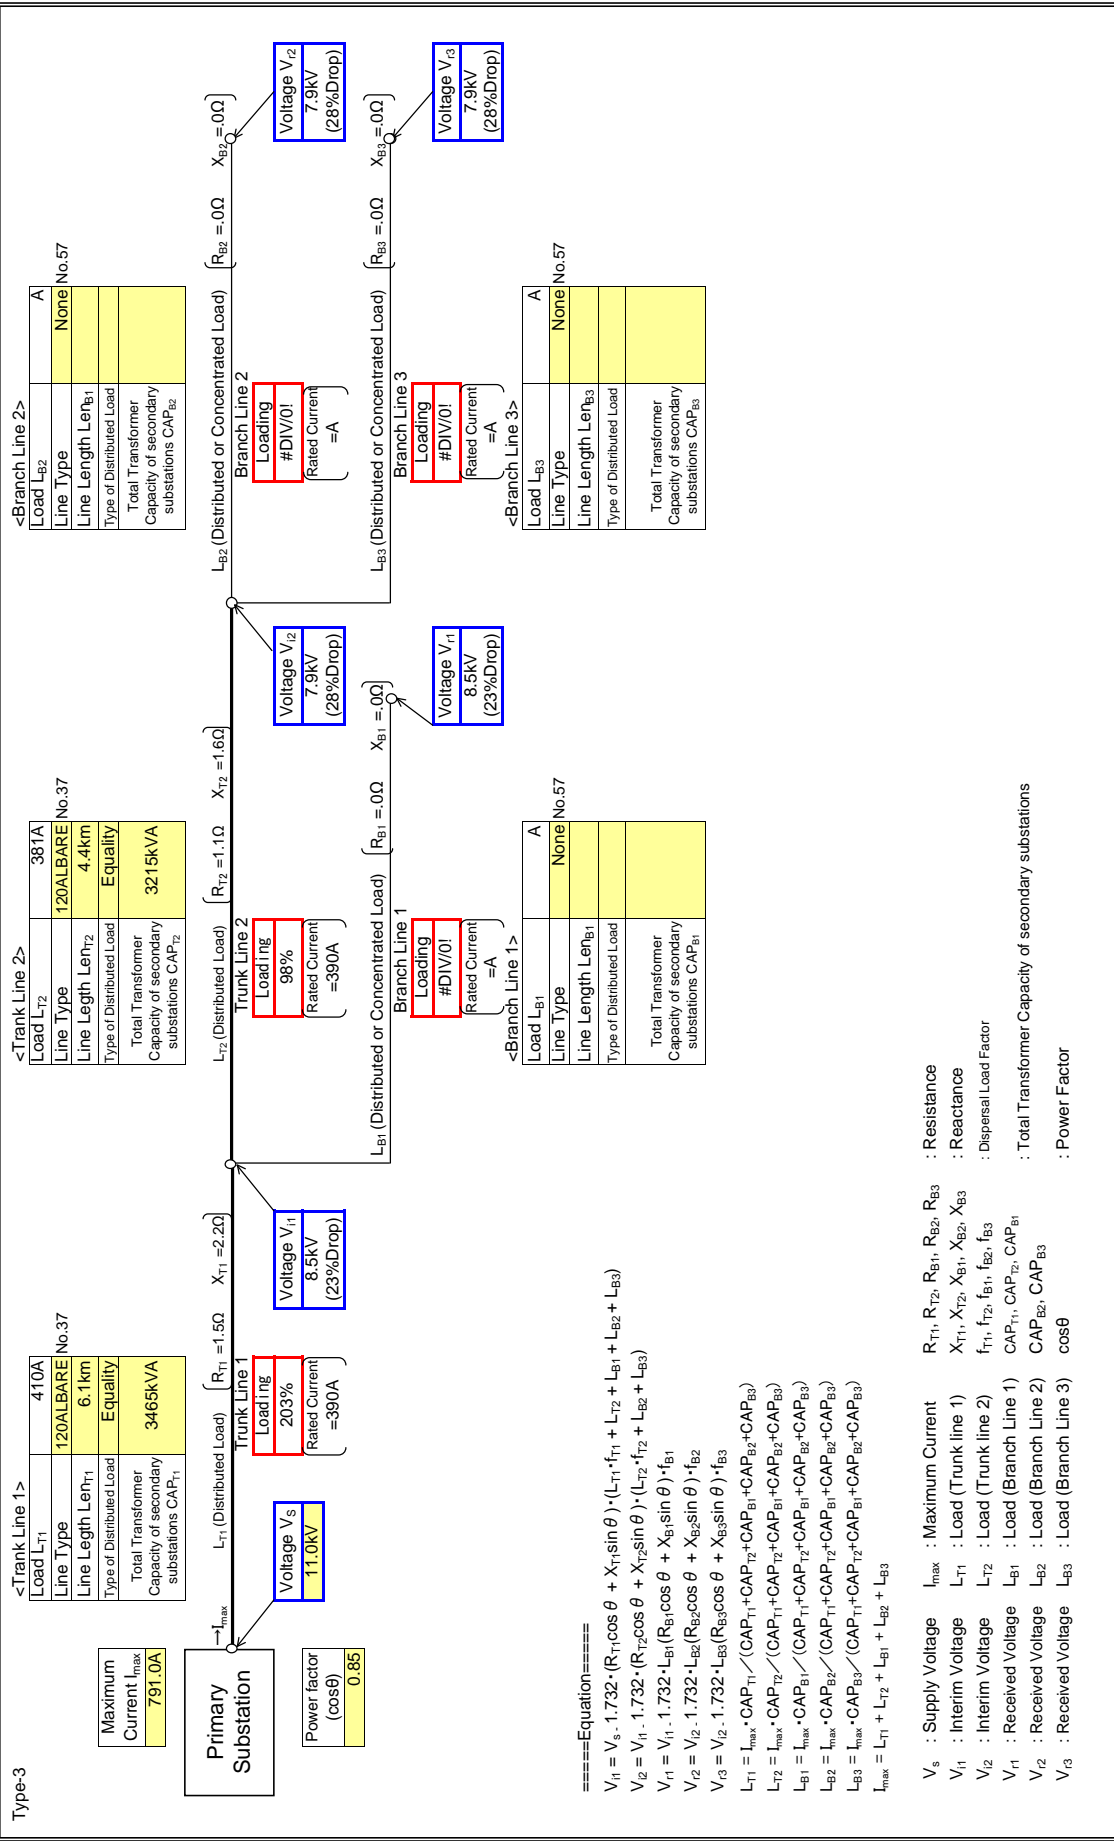 Type-3
<Trank Line 1>
Load LT1 410A
Line Type 120ALBARE No.37
Line Legth LenT1 6.1km
Type of Distributed Load Equality
Total Transformer
Capacity of secondary
substations CAPT1
3465kVA
<Trank Line 2>
Load LT2 381A
Line Type 120ALBARE No.37
Line Legth LenT2 4.4km
Type of Distributed Load Equality
Total Transformer
Capacity of secondary
substations CAPT2
3215kVA
<Branch Line 2>
Load LB2 A
Line Type None No.57
Line Length LenB1
Type of Distributed Load
Total Transformer
Capacity of secondary
substations CAPB2
Maximum
Current Imax
791.0A
Primary
Substation
→Imax
Power factor
(cosθ)
0.85
Voltage VS
11.0kV
LT1 (Distributed Load)
RT1 =1.5Ω XT1 =2.2Ω
Trunk Line 1
Loading
203%
Rated Current
=390A
Voltage Vi1
8.5kV
(23%Drop)
LT2 (Distributed Load)
RT2 =1.1Ω XT2 =1.6Ω
Trunk Line 2
Loading
98%
Rated Current
=390A
Voltage Vi2
7.9kV
(28%Drop)
LB2 (Distributed or Concentrated Load)
RB2 =.0Ω XB2 =.0Ω
Branch Line 2
Loading
#DIV/0!
Rated Current
=A
Voltage Vr2
7.9kV
(28%Drop)
LB1 (Distributed or Concentrated Load)
RB1 =.0Ω XB1 =.0Ω
Branch Line 1
Loading
#DIV/0!
Rated Current
=A
Voltage Vr1
8.5kV
(23%Drop)
LB3 (Distributed or Concentrated Load)
RB3 =.0Ω XB3 =.0Ω
Branch Line 3
Loading
#DIV/0!
Rated Current
=A
Voltage Vr3
7.9kV
(28%Drop)
<Branch Line 1>
Load LB1 A
Line Type None No.57
Line Length LenB1
Type of Distributed Load
Total Transformer
Capacity of secondary
substations CAPB1
<Branch Line 3>
Load LB3 A
Line Type None No.57
Line Length LenB3
Type of Distributed Load
Total Transformer
Capacity of secondary
substations CAPB3
=====Equation=====
Vi1 = Vs - 1.732・(RT1cos θ + XT1sin θ)・(LT1・fT1 + LT2 + LB1 + LB2 + LB3)
Vi2 = Vi1 - 1.732・(RT2cos θ + XT2sin θ)・(LT2・fT2 + LB2 + LB3)
Vr1 = Vi1 - 1.732・LB1(RB1cos θ + XB1sin θ)・fB1
Vr2 = Vi2 - 1.732・LB2(RB2cos θ + XB2sin θ)・fB2
Vr3 = Vi2 - 1.732・LB3(RB3cos θ + XB3sin θ)・fB3
LT1 = Imax・CAPT1／(CAPT1+CAPT2+CAPB1+CAPB2+CAPB3)
LT2 = Imax・CAPT2／(CAPT1+CAPT2+CAPB1+CAPB2+CAPB3)
LB1 = Imax・CAPB1／(CAPT1+CAPT2+CAPB1+CAPB2+CAPB3)
LB2 = Imax・CAPB2／(CAPT1+CAPT2+CAPB1+CAPB2+CAPB3)
LB3 = Imax・CAPB3／(CAPT1+CAPT2+CAPB1+CAPB2+CAPB3)
Imax = LT1 + LT2 + LB1 + LB2 + LB3
Vs : Supply Voltage Imax : Maximum Current RT1, RT2, RB1, RB2, RB3 : Resistance
Vi1 : Interim Voltage LT1 : Load (Trunk line 1) XT1, XT2, XB1, XB2, XB3 : Reactance
Vi2 : Interim Voltage LT2 : Load (Trunk line 2) fT1, fT2, fB1, fB2, fB3 : Dispersal Load Factor
Vr1 : Received Voltage LB1 : Load (Branch Line 1) CAPT1, CAPT2, CAPB1
: Total Transformer Capacity of secondary substations
Vr2 : Received Voltage LB2 : Load (Branch Line 2) CAPB2, CAPB3
Vr3 : Received Voltage LB3 : Load (Branch Line 3) cosθ : Power Factor